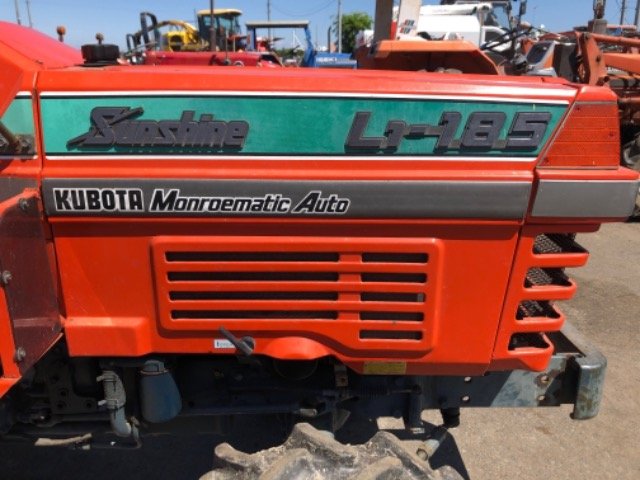 Sunshine L1-185
KUBOTA Monroematic Auto